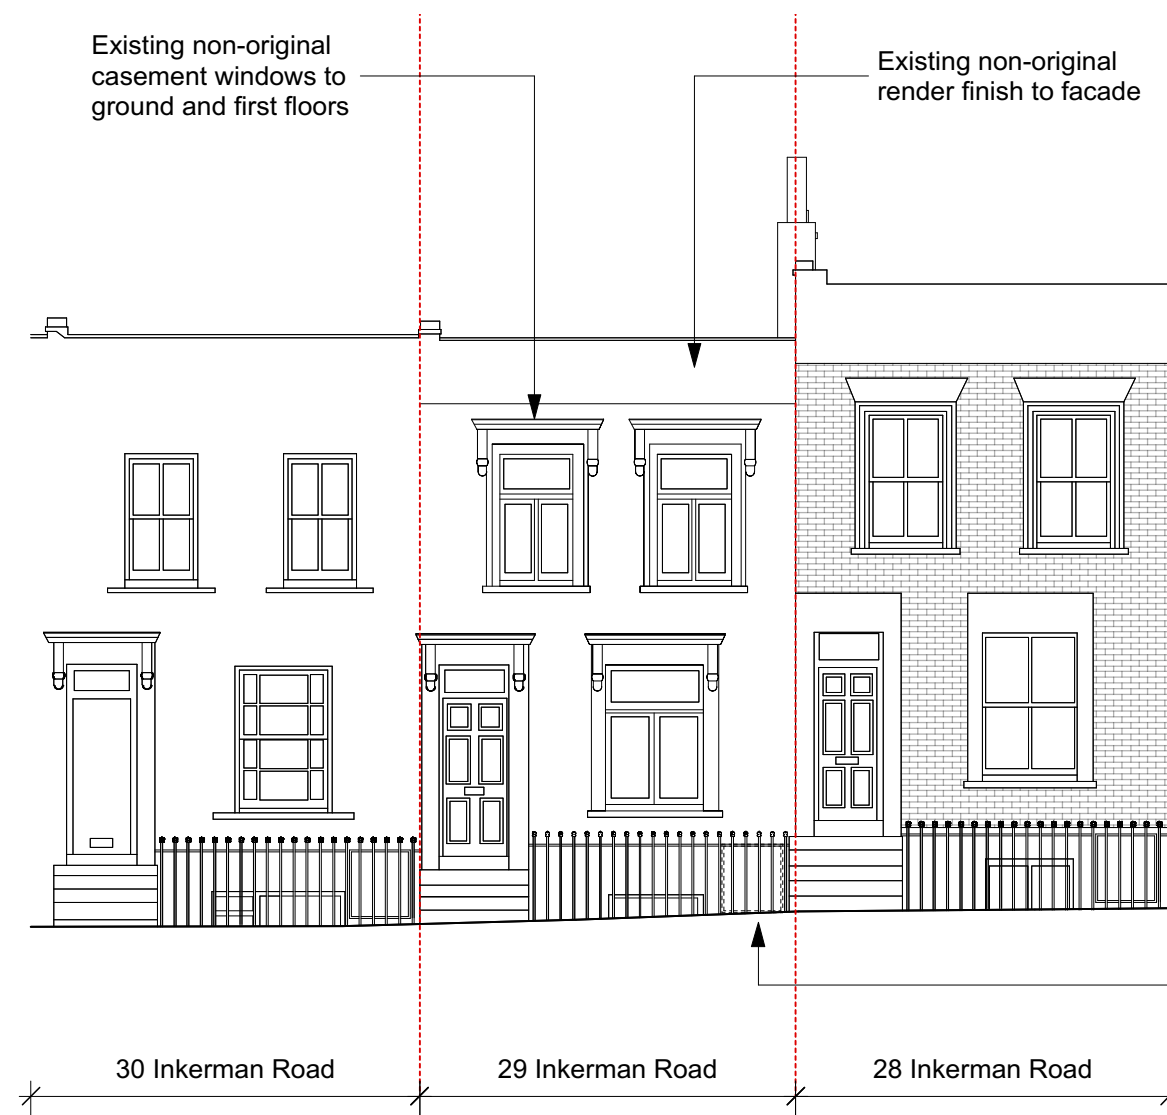 Existing non-original
casement windows to
ground and first floors
Existing non-original
render finish to facade
30 Inkerman Road
29 Inkerman Road
28 Inkerman Road